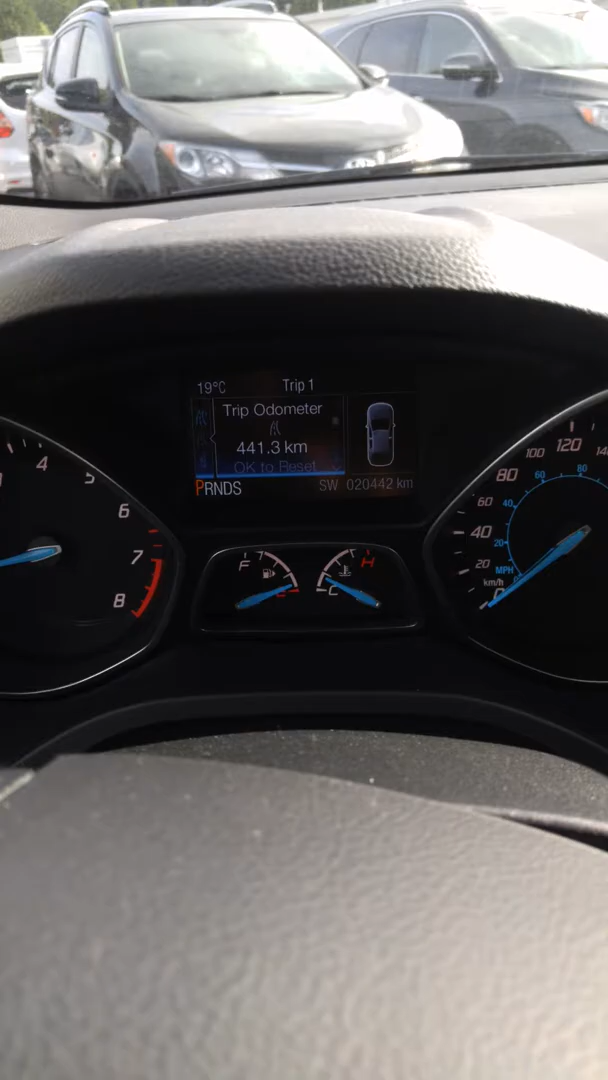 19°C Trip 1
Trip Odometer
441.3 km
OK to Reset
PRNDS SW 020442 km
4
5
6
7
8
F
H
C
20
40
60
80
100
120
20
40
60
80
MPH
km/h
0